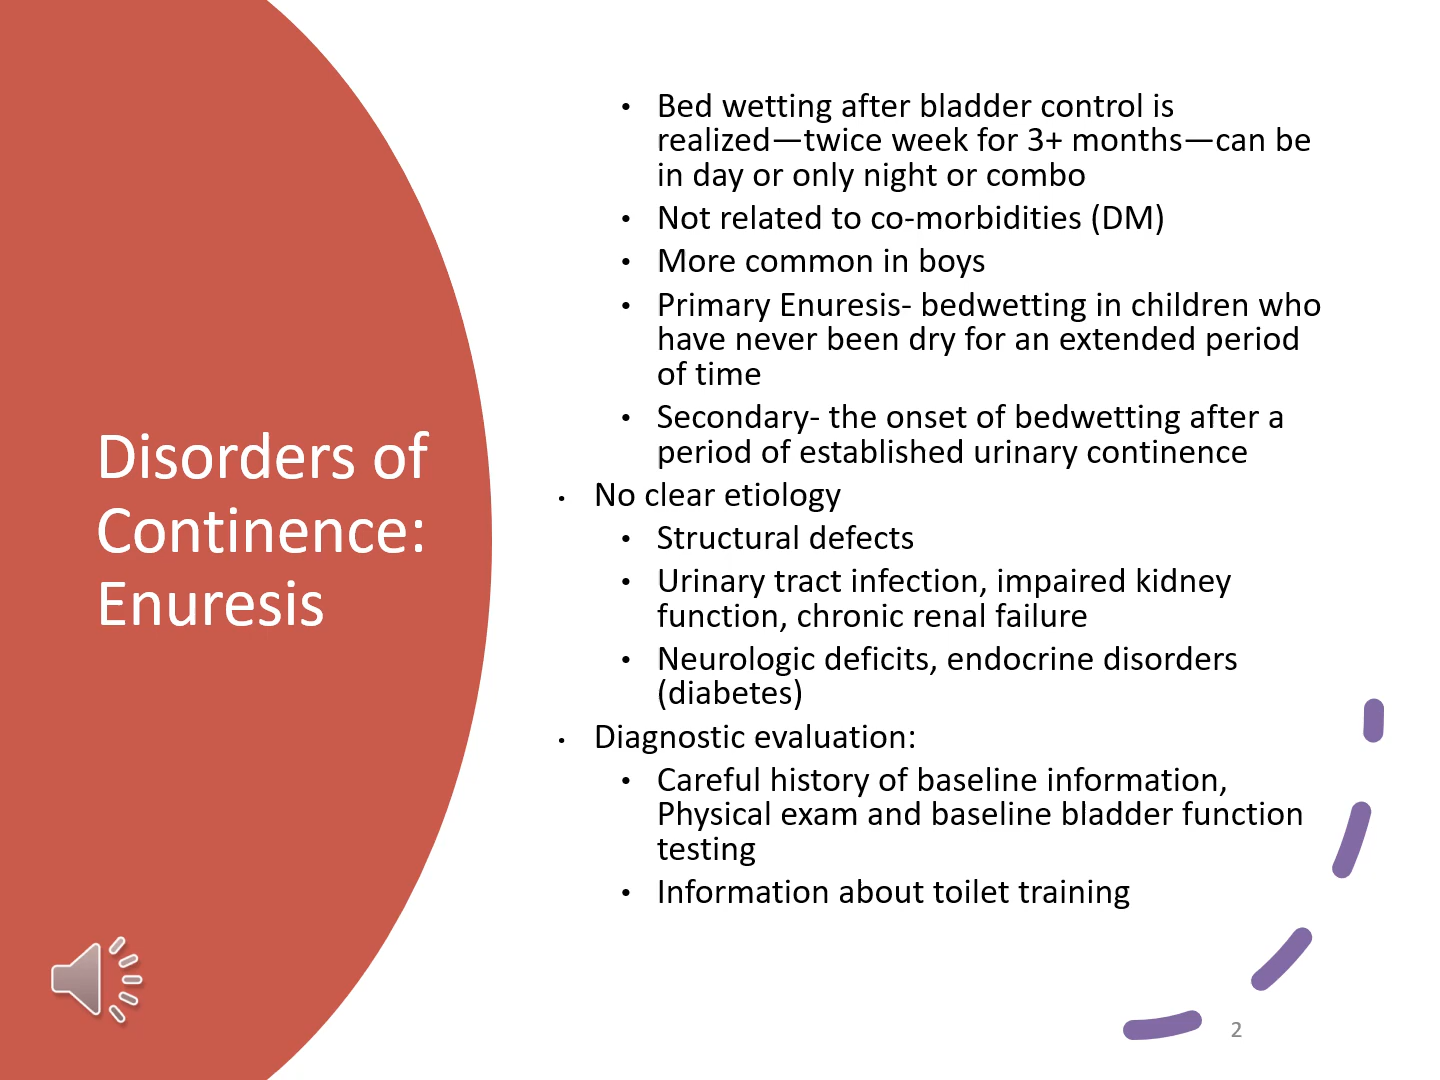 Disorders of
Continence:
Enuresis
• Bed wetting after bladder control is
realized—twice week for 3+ months—can be
in day or only night or combo
• Not related to co-morbidities (DM)
• More common in boys
• Primary Enuresis- bedwetting in children who
have never been dry for an extended period
of time
• Secondary- the onset of bedwetting after a
period of established urinary continence
• No clear etiology
• Structural defects
• Urinary tract infection, impaired kidney
function, chronic renal failure
• Neurologic deficits, endocrine disorders
(diabetes)
• Diagnostic evaluation:
• Careful history of baseline information,
Physical exam and baseline bladder function
testing
• Information about toilet training
2